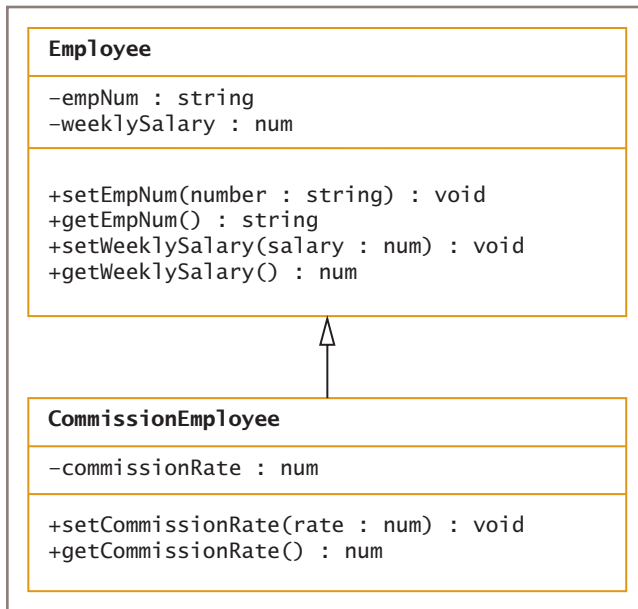 Employee
–empNum : string
–weeklySalary : num
+setEmpNum(number : string) : void
+getEmpNum() : string
+setWeeklySalary(salary : num) : void
+getWeeklySalary() : num
CommissionEmployee
–commissionRate : num
+setCommissionRate(rate : num) : void
+getCommissionRate() : num